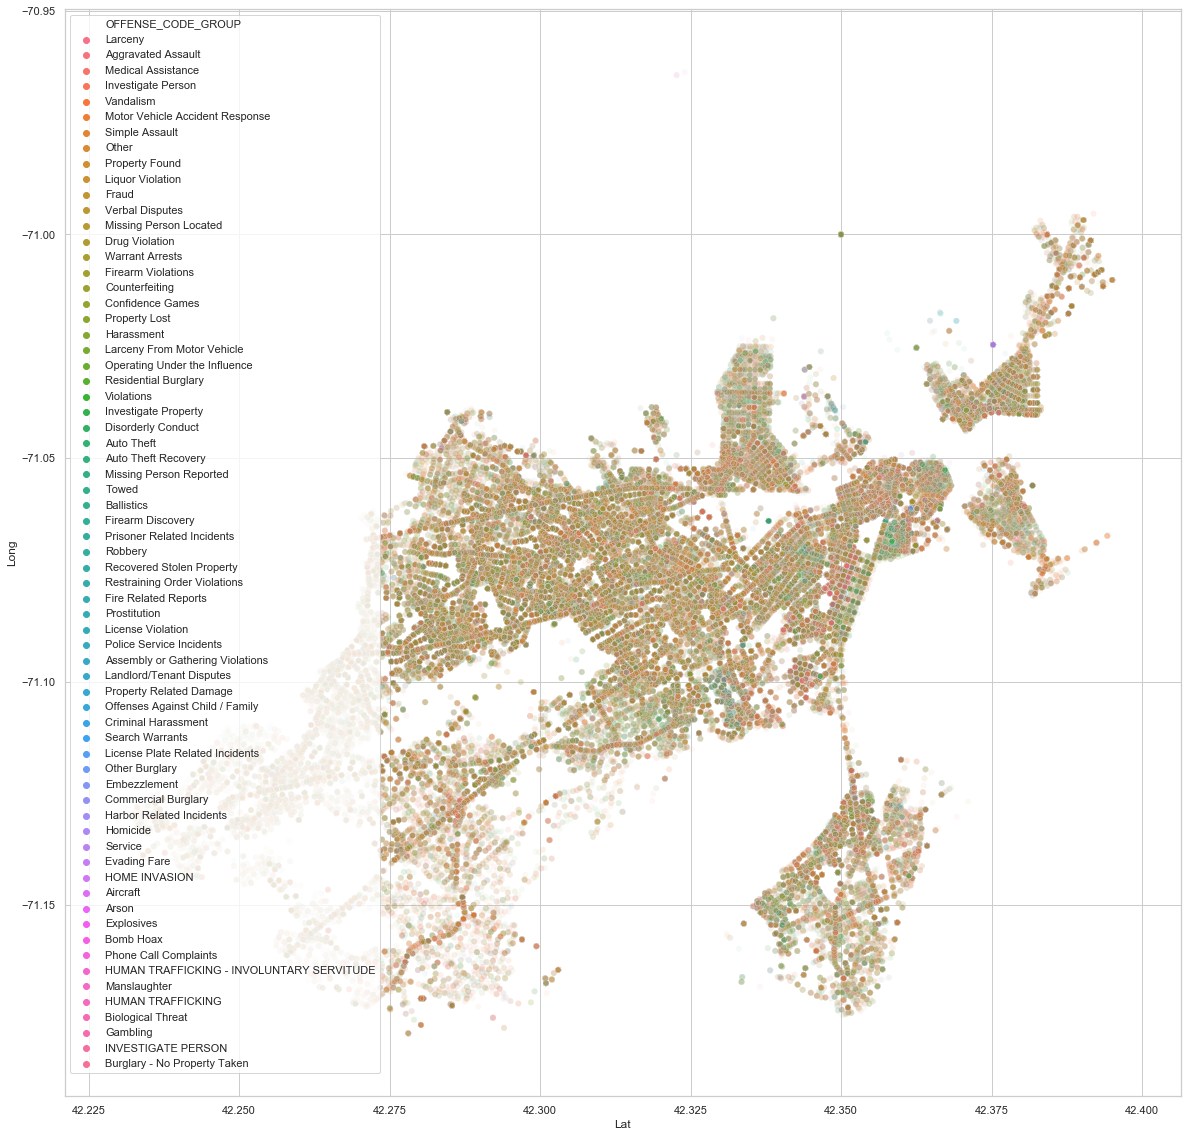 −70.95
−71.00
−71.05
−71.10
−71.15
Long
OFFENSE_CODE_GROUP
Larceny
Aggravated Assault
Medical Assistance
Investigate Person
Vandalism
Motor Vehicle Accident Response
Simple Assault
Other
Property Found
Liquor Violation
Fraud
Verbal Disputes
Missing Person Located
Drug Violation
Warrant Arrests
Firearm Violations
Counterfeiting
Confidence Games
Property Lost
Harassment
Larceny From Motor Vehicle
Operating Under the Influence
Residential Burglary
Violations
Investigate Property
Disorderly Conduct
Auto Theft
Auto Theft Recovery
Missing Person Reported
Towed
Ballistics
Firearm Discovery
Prisoner Related Incidents
Robbery
Recovered Stolen Property
Restraining Order Violations
Fire Related Reports
Prostitution
License Violation
Police Service Incidents
Assembly or Gathering Violations
Landlord/Tenant Disputes
Property Related Damage
Offenses Against Child / Family
Criminal Harassment
Search Warrants
License Plate Related Incidents
Other Burglary
Embezzlement
Commercial Burglary
Harbor Related Incidents
Homicide
Service
Evading Fare
HOME INVASION
Aircraft
Arson
Explosives
Bomb Hoax
Phone Call Complaints
HUMAN TRAFFICKING - INVOLUNTARY SERVITUDE
Manslaughter
HUMAN TRAFFICKING
Biological Threat
Gambling
INVESTIGATE PERSON
Burglary - No Property Taken
42.225 42.250 42.275 42.300 42.325 42.350 42.375 42.400
Lat